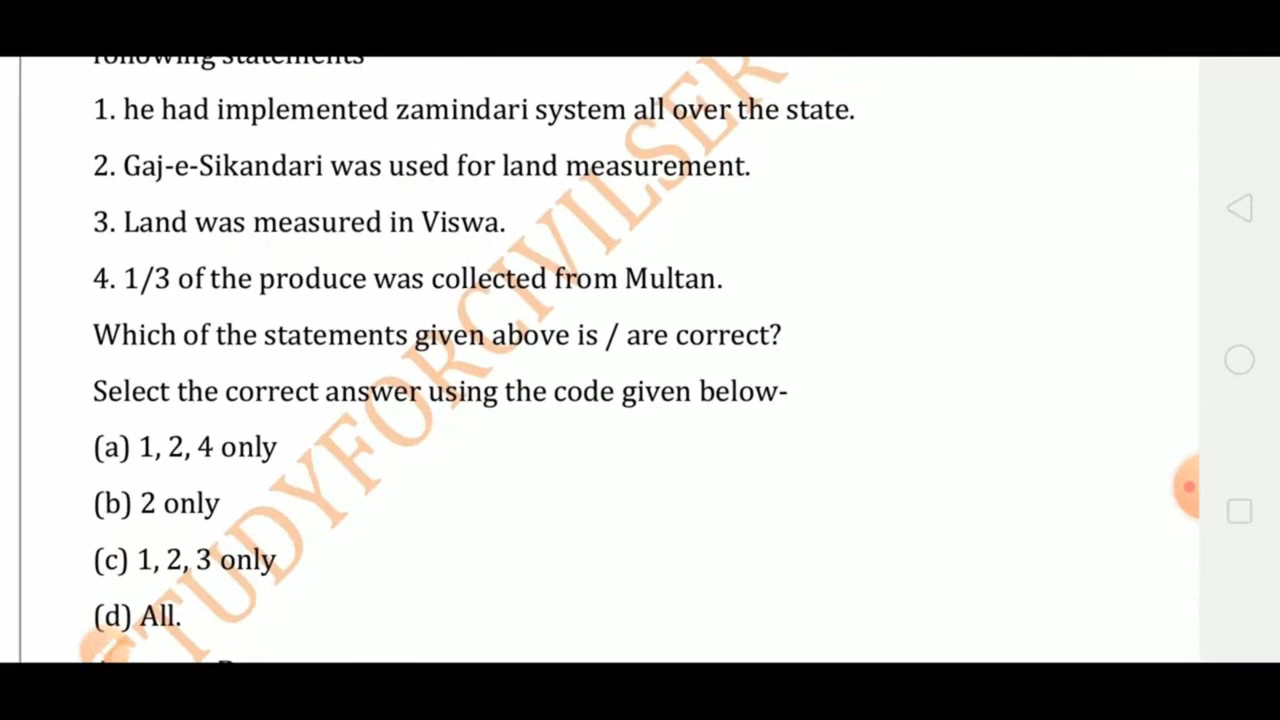 following statements
1. he had implemented zamindari system all over the state.
2. Gaj-e-Sikandari was used for land measurement.
3. Land was measured in Viswa.
4. 1/3 of the produce was collected from Multan.
Which of the statements given above is / are correct?
Select the correct answer using the code given below-
(a) 1, 2, 4 only
(b) 2 only
(c) 1, 2, 3 only
(d) All.
STUDYFORCIVILSER